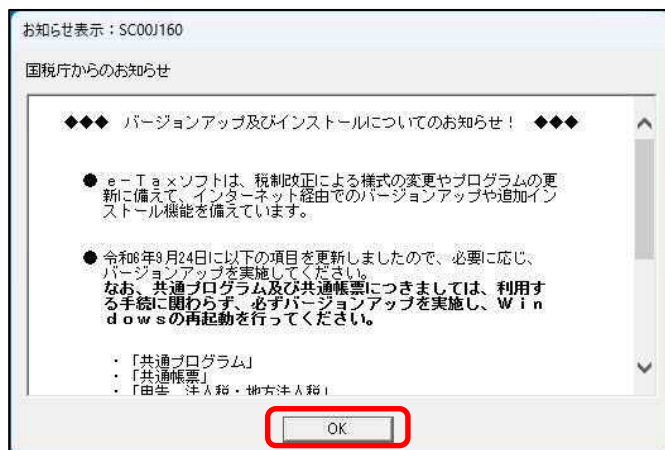 お知らせ表示：SC00J160
国税庁からのお知らせ
◆◆◆ バージョンアップ及びインストールについてのお知らせ！ ◆◆◆
● ｅ－Ｔａｘソフトは、税制改正による様式の変更やプログラムの更
新に備えて、インターネット経由でのバージョンアップや追加イン
ストール機能を備えています。
● 令和6年9月24日に以下の項目を更新しましたので、必要に応じ、
バージョンアップを実施してください。
なお、共通プログラム及び共通帳票につきましては、利用す
る手続に関わらず、必ずバージョンアップを実施し、Ｗｉｎ
ｄｏｗｓの再起動を行ってください。
・「共通プログラム」
・「共通帳票」
・「申告 法人税・地方法人税」
OK